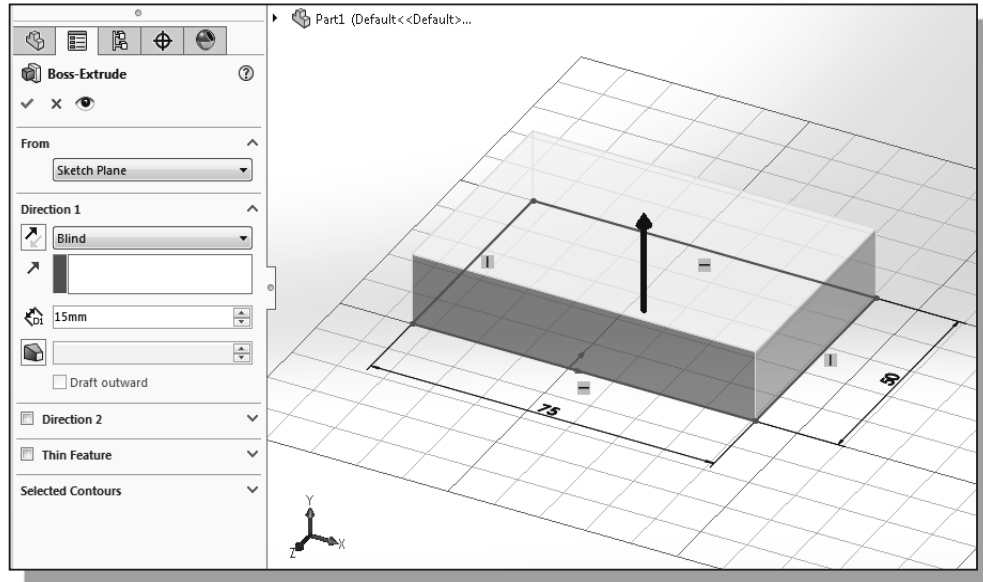 Part1 (Default<<Default>...
Boss-Extrude
?
From
Sketch Plane
Direction 1
Blind
D1
15mm
Draft outward
Direction 2
Thin Feature
Selected Contours
75
50
Y
Z
X